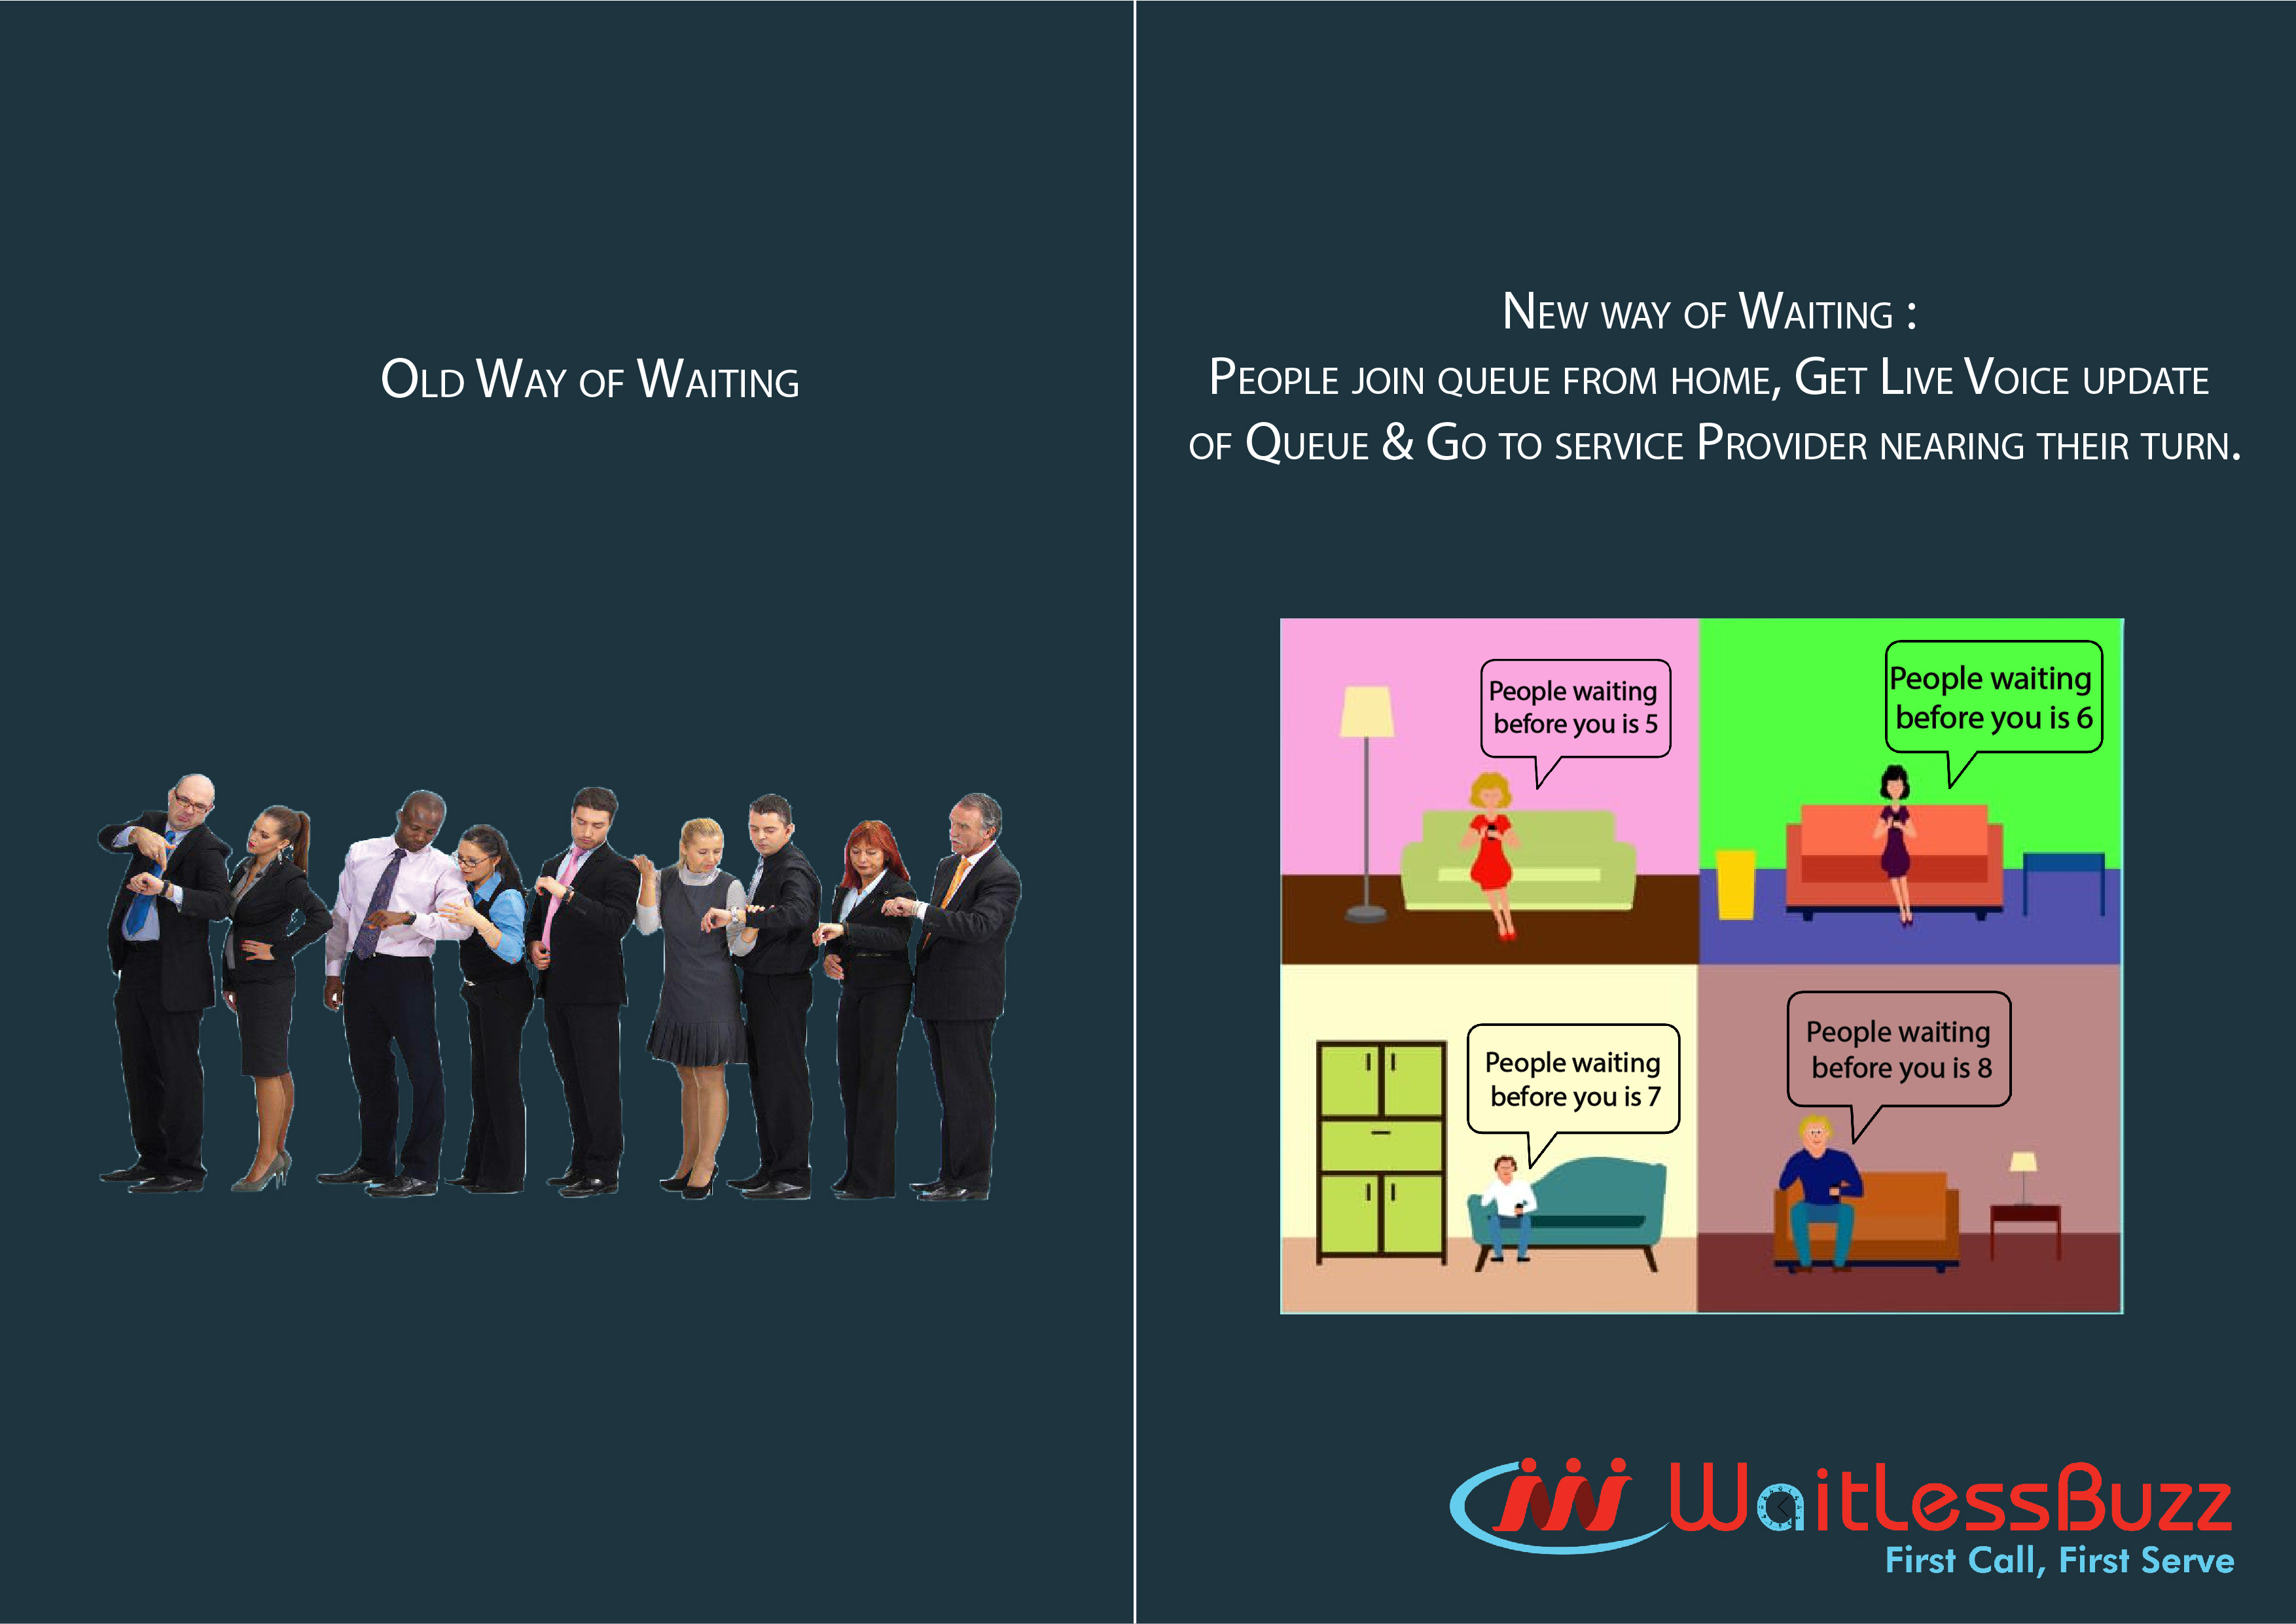 Old Way of Waiting
New way of Waiting :
People join queue from home, Get Live Voice update
of Queue & Go to service Provider nearing their turn.
People waiting
before you is 5
People waiting
before you is 6
People waiting
before you is 7
People waiting
before you is 8
WaitlessBuzz
First Call, First Serve